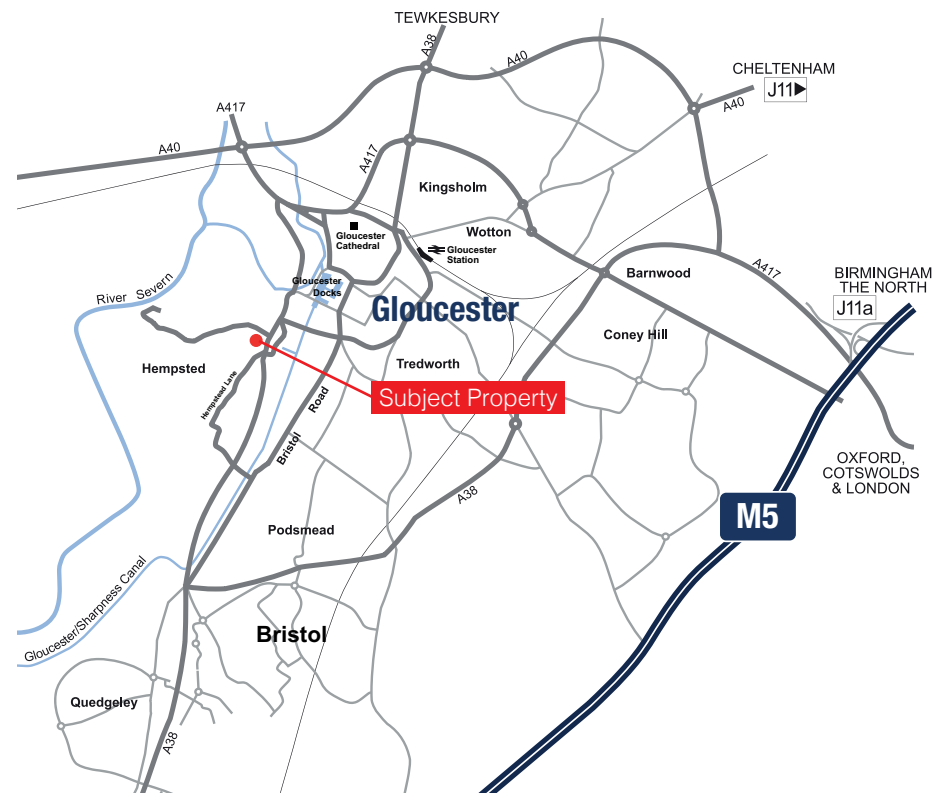 TEWKESBURY
A38
A40
CHELTENHAM
J11
A40
A417
A40
A417
Kingsholm
Wotton
Gloucester
Cathedral
Gloucester
Station
Barnwood
A417
BIRMINGHAM
THE NORTH
J11a
River Severn
Gloucester
Docks
Gloucester
Coney Hill
Hempsted
Tredworth
Hempstead Lane
Subject Property
Bristol Road
OXFORD,
COTSWOLDS
& LONDON
A38
M5
Podsmead
Gloucester/Sharpness Canal
Bristol
Quedgeley
A38